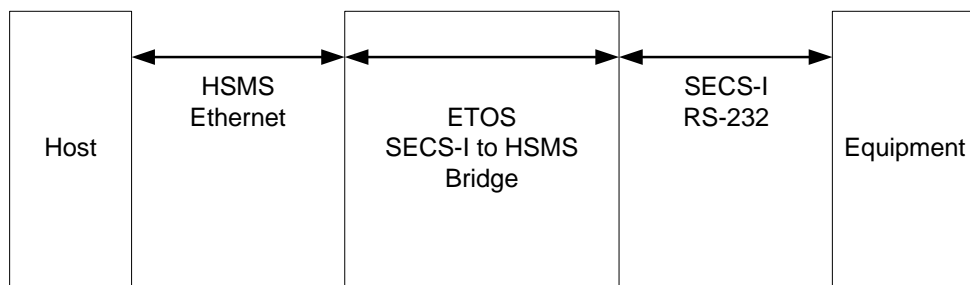 Host
HSMS
Ethernet
ETOS
SECS-I to HSMS
Bridge
SECS-I
RS-232
Equipment